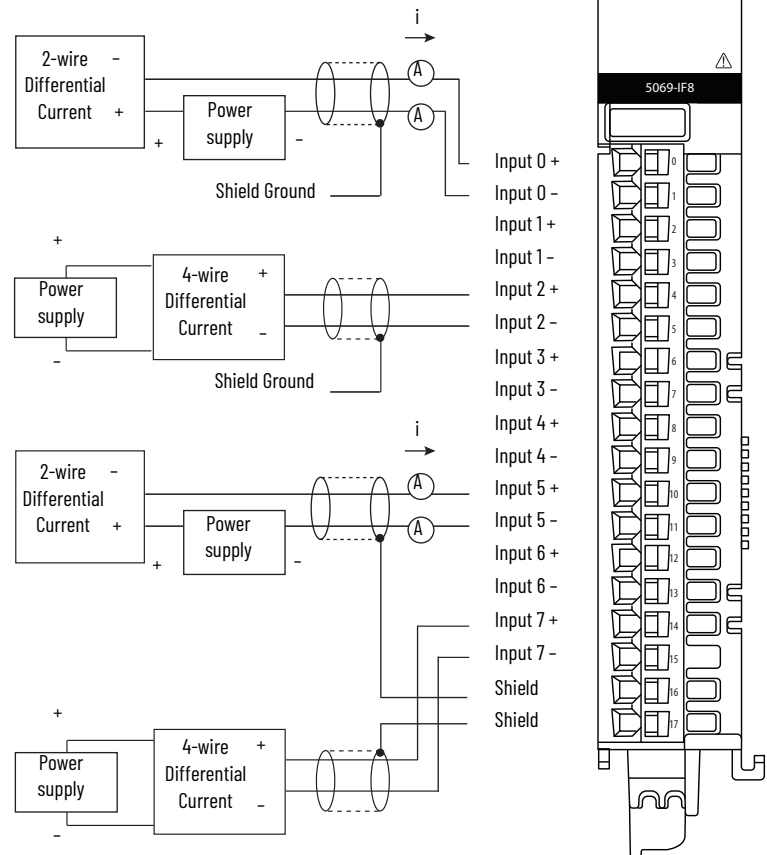 i
2-wire –
Differential
Current +
A
A
Power
supply
+
–
Shield Ground
+
Power
supply
–
4-wire +
Differential
Current –
Shield Ground
i
2-wire –
Differential
Current +
A
A
Power
supply
+
–
+
Power
supply
–
4-wire +
Differential
Current –
Input 0 +
Input 0 –
Input 1 +
Input 1 –
Input 2 +
Input 2 –
Input 3 +
Input 3 –
Input 4 +
Input 4 –
Input 5 +
Input 5 –
Input 6 +
Input 6 –
Input 7 +
Input 7 –
Shield
Shield
5069-IF8
0
1
2
3
4
5
6
7
8
9
10
11
12
13
14
15
16
17